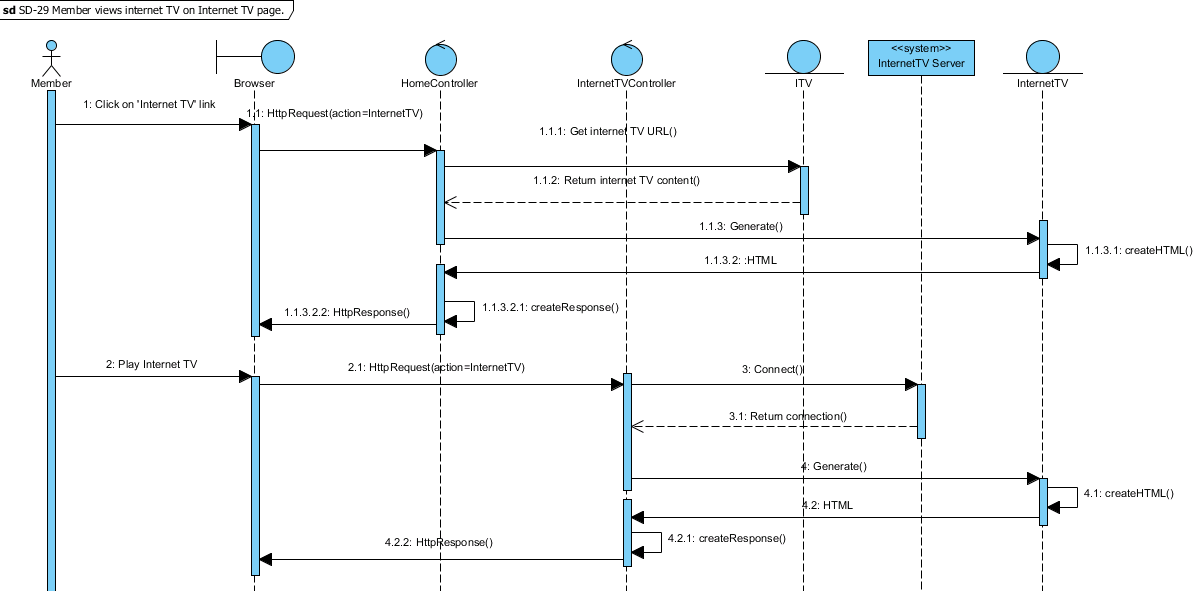 sd SD-29 Member views internet TV on Internet TV page.
Member
Browser
HomeController
InternetTVController
ITV
<<system>>
InternetTV Server
InternetTV
1: Click on 'Internet TV' link
1.1: HttpRequest(action=InternetTV)
1.1.1: Get internet TV URL()
1.1.2: Return internet TV content()
1.1.3: Generate()
1.1.3.1: createHTML()
1.1.3.2: :HTML
1.1.3.2.1: createResponse()
1.1.3.2.2: HttpResponse()
2: Play Internet TV
2.1: HttpRequest(action=InternetTV)
3: Connect()
3.1: Return connection()
4: Generate()
4.1: createHTML()
4.2: HTML
4.2.1: createResponse()
4.2.2: HttpResponse()